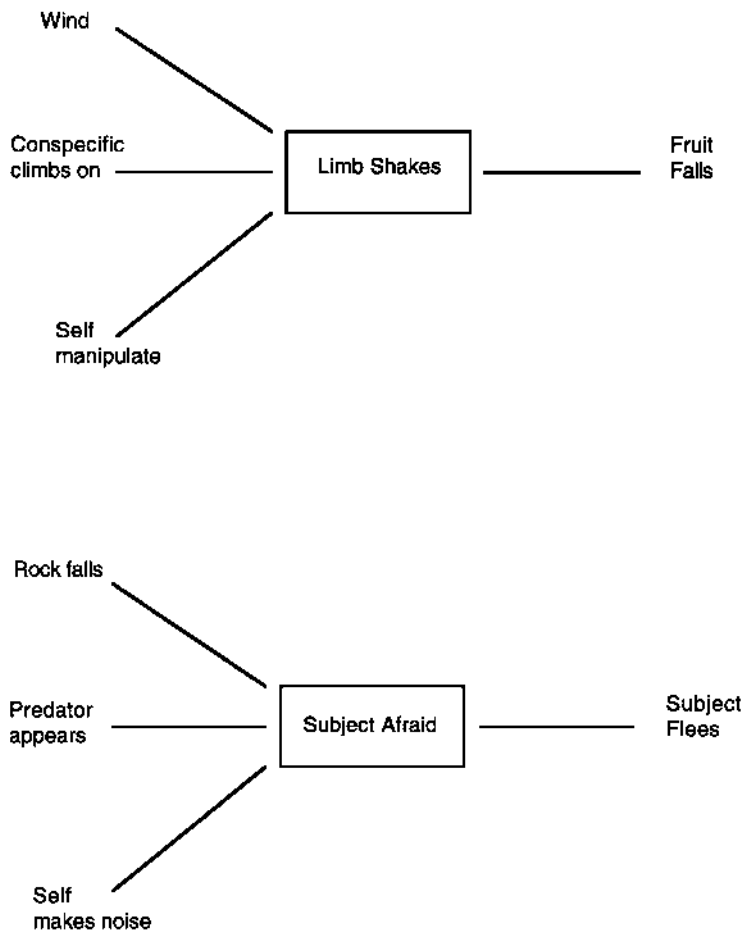 Wind
Conspecific
climbs on
Limb Shakes
Fruit
Falls
Self
manipulate
Rock falls
Predator
appears
Subject Afraid
Subject
Flees
Self
makes noise